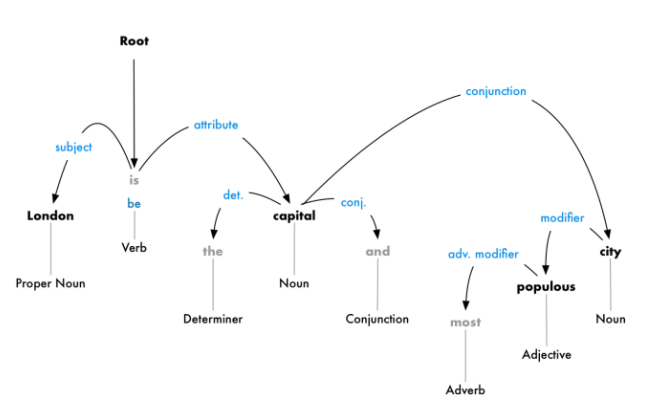 Root
conjunction
attribute
subject
is
det.
conj.
be
London
capital
modifier
Verb
the
and
adv. modifier
city
Proper Noun
Noun
populous
Determiner
Conjunction
most
Noun
Adjective
Adverb